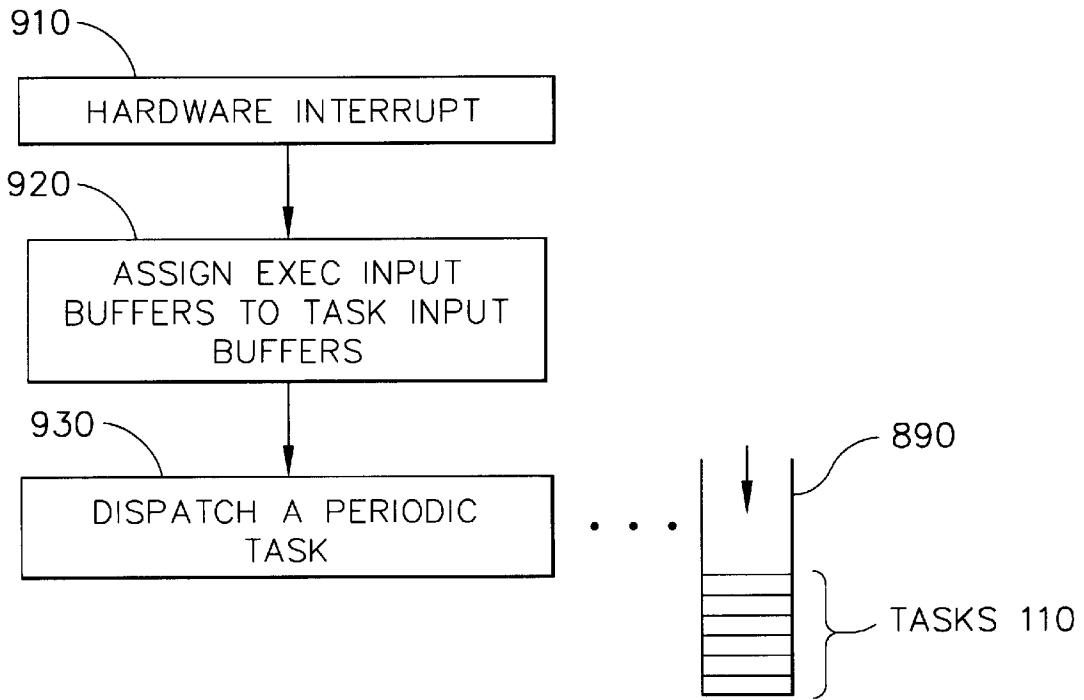 910
HARDWARE INTERRUPT
920
ASSIGN EXEC INPUT
BUFFERS TO TASK INPUT
BUFFERS
930
DISPATCH A PERIODIC
TASK
890
TASKS 110